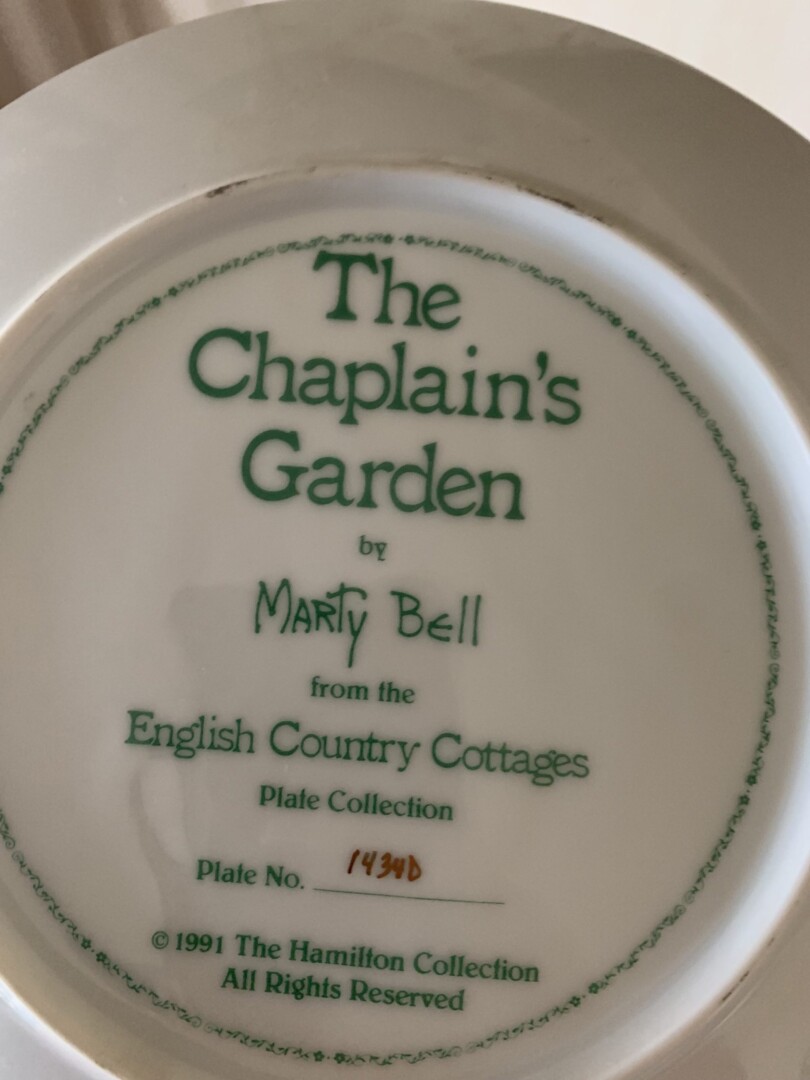 The
Chaplain's
Garden
by
Marty Bell
from the
English Country Cottages
Plate Collection
Plate No. 1434D
© 1991 The Hamilton Collection
All Rights Reserved